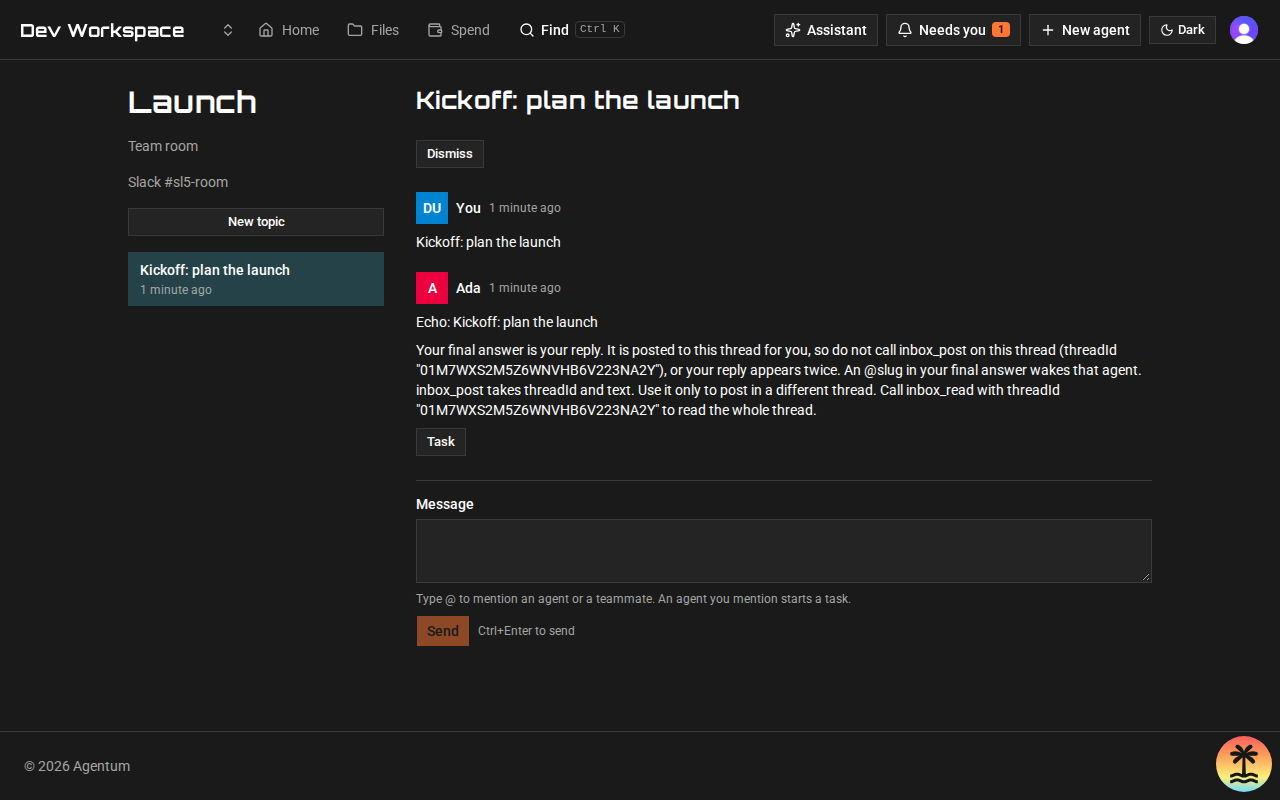 Dev Workspace
Home
Files
Spend
Find Ctrl K
Assistant
Needs you 1
New agent
Dark
Launch
Team room
Slack #sl5-room
New topic
Kickoff: plan the launch
1 minute ago
Kickoff: plan the launch
Dismiss
DU You 1 minute ago
Kickoff: plan the launch
A Ada 1 minute ago
Echo: Kickoff: plan the launch
Your final answer is your reply. It is posted to this thread for you, so do not call inbox_post on this thread (threadId
"01M7WXS2M5Z6WNVHB6V223NA2Y"), or your reply appears twice. An @slug in your final answer wakes that agent.
inbox_post takes threadId and text. Use it only to post in a different thread. Call inbox_read with threadId
"01M7WXS2M5Z6WNVHB6V223NA2Y" to read the whole thread.
Task
Message
Type @ to mention an agent or a teammate. An agent you mention starts a task.
Send Ctrl+Enter to send
© 2026 Agentum